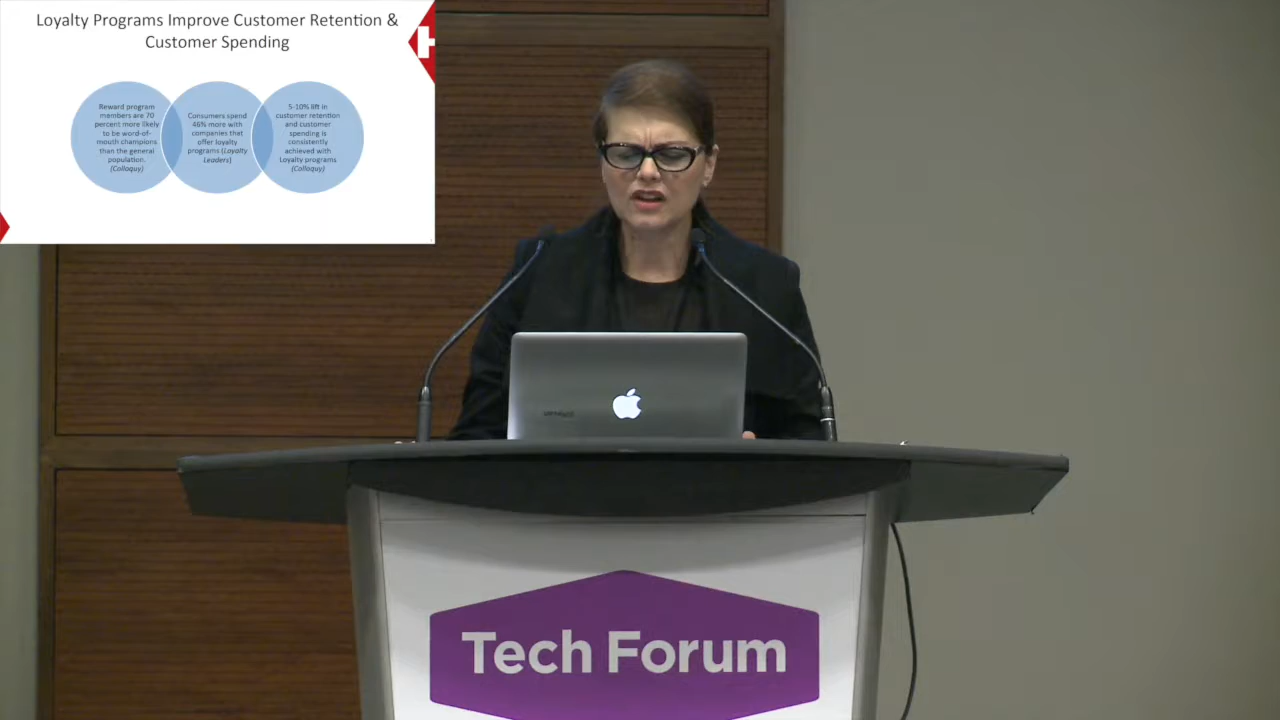 Loyalty Programs Improve Customer Retention &
Customer Spending
Reward program
members are 70
percent more likely
to be word-of-
mouth champions
than the general
population.
(Colloquy)
Consumers spend
46% more with
companies that
offer loyalty
programs (Loyalty
Leaders)
5-10% lift in
customer retention
and customer
spending is
consistently
achieved with
Loyalty programs
(Colloquy)
Tech Forum